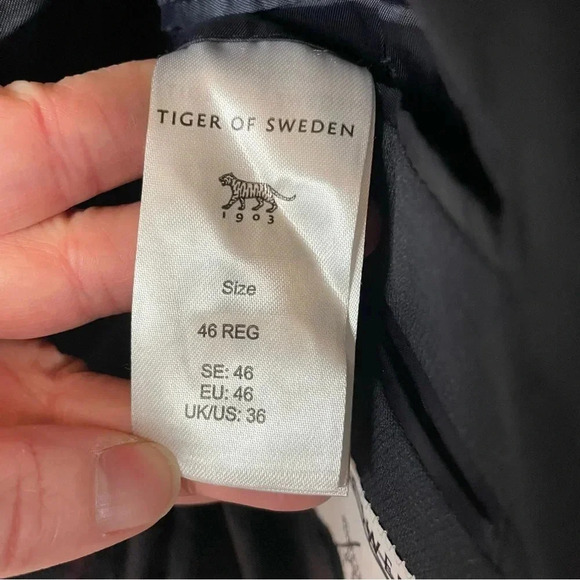 TIGER OF SWEDEN
1903
Size
46 REG
SE: 46
EU: 46
UK/US: 36